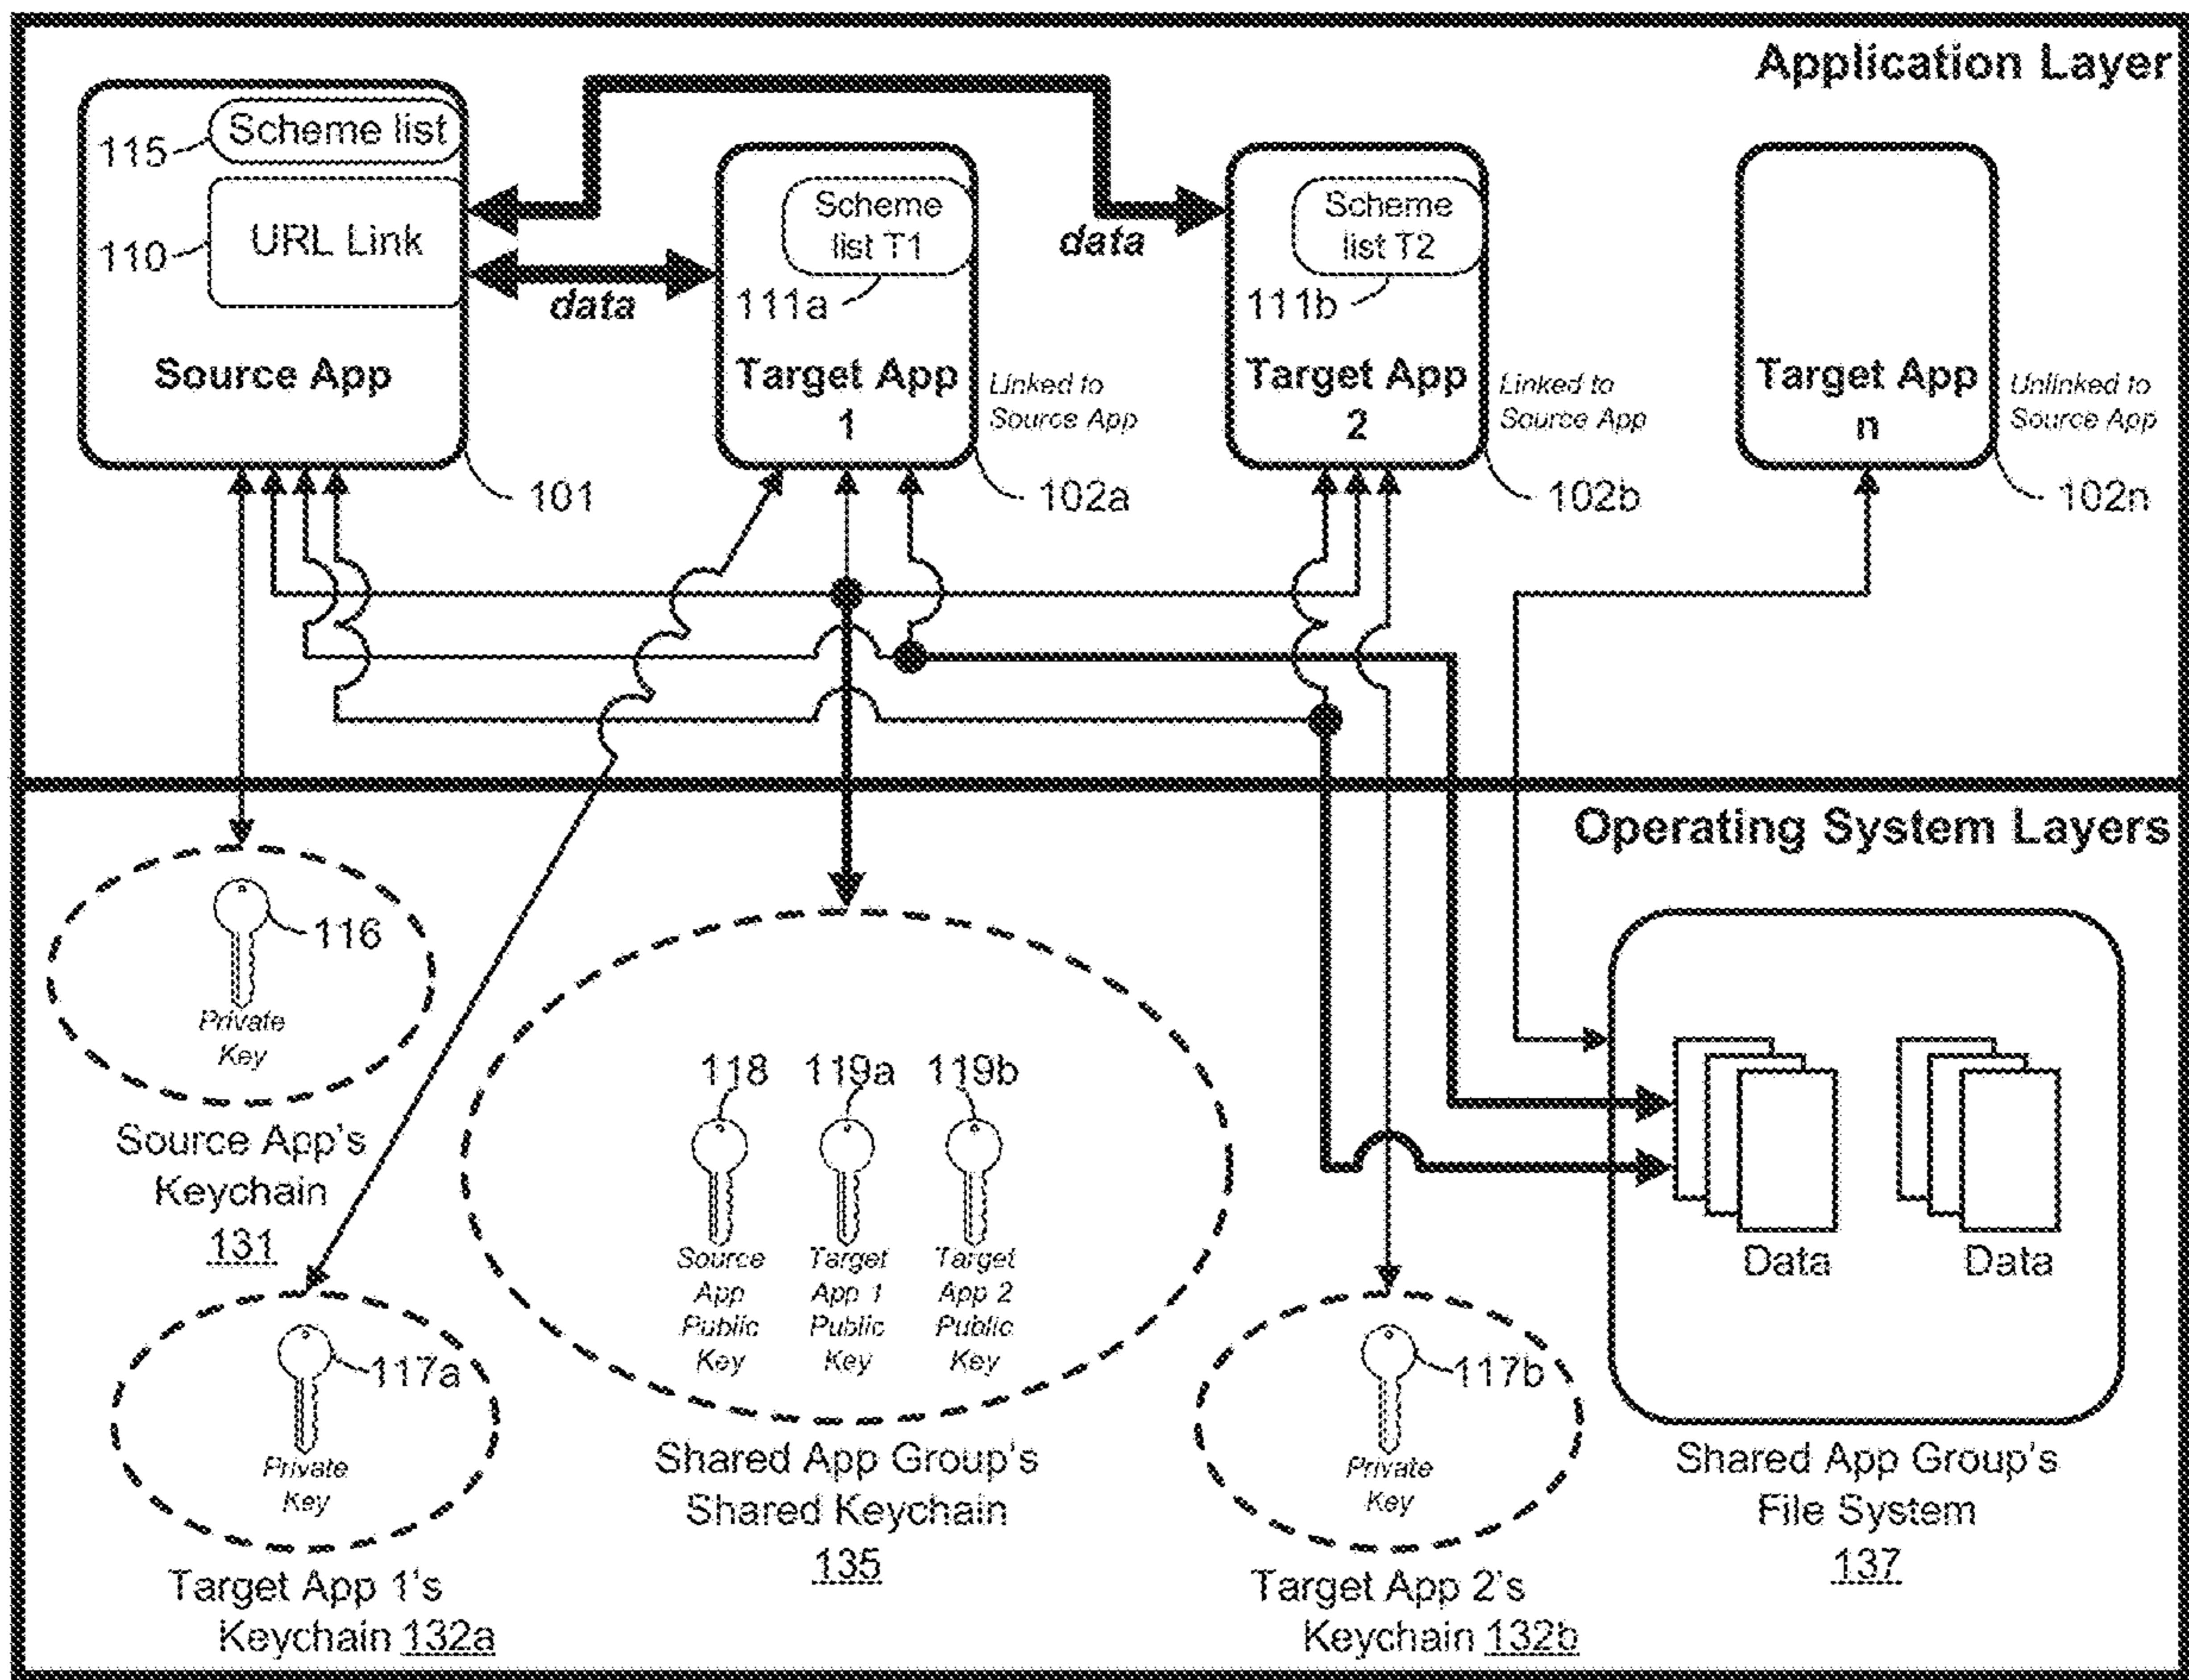 Application Layer
115
Scheme list
110
URL Link
Source App
101
data
data
Scheme
list T1
111a
Target App
1
Linked to
Source App
102a
Scheme
list T2
111b
Target App
2
Linked to
Source App
102b
Target App
n
Unlinked to
Source App
102n
Operating System Layers
116
Private
Key
Source App's
Keychain
131
117a
Private
Key
Target App 1's
Keychain 132a
118
119a
119b
Source
App
Public
Key
Target
App 1
Public
Key
Target
App 2
Public
Key
Shared App Group's
Shared Keychain
135
117b
Private
Key
Target App 2's
Keychain 132b
Data
Data
Shared App Group's
File System
137